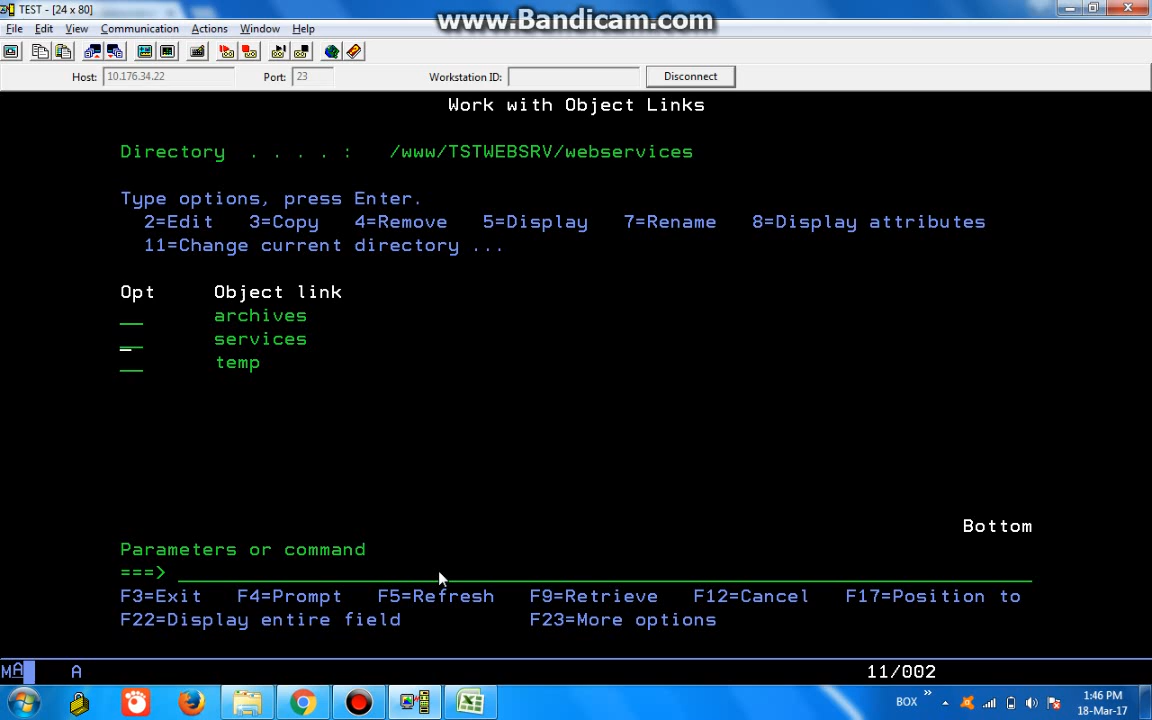 www.Bandicam.com
TEST - [24 x 80]
File Edit View Communication Actions Window Help
Host: 10.176.34.22 Port: 23 Workstation ID: Disconnect
Work with Object Links
Directory . . . . : /www/TSTWEBSRV/webservices
Type options, press Enter.
2=Edit 3=Copy 4=Remove 5=Display 7=Rename 8=Display attributes
11=Change current directory ...
Opt Object link
archives
services
temp
Bottom
Parameters or command
===>
F3=Exit F4=Prompt F5=Refresh F9=Retrieve F12=Cancel F17=Position to
F22=Display entire field F23=More options
MA A 11/002
BOX » 1:46 PM
18-Mar-17